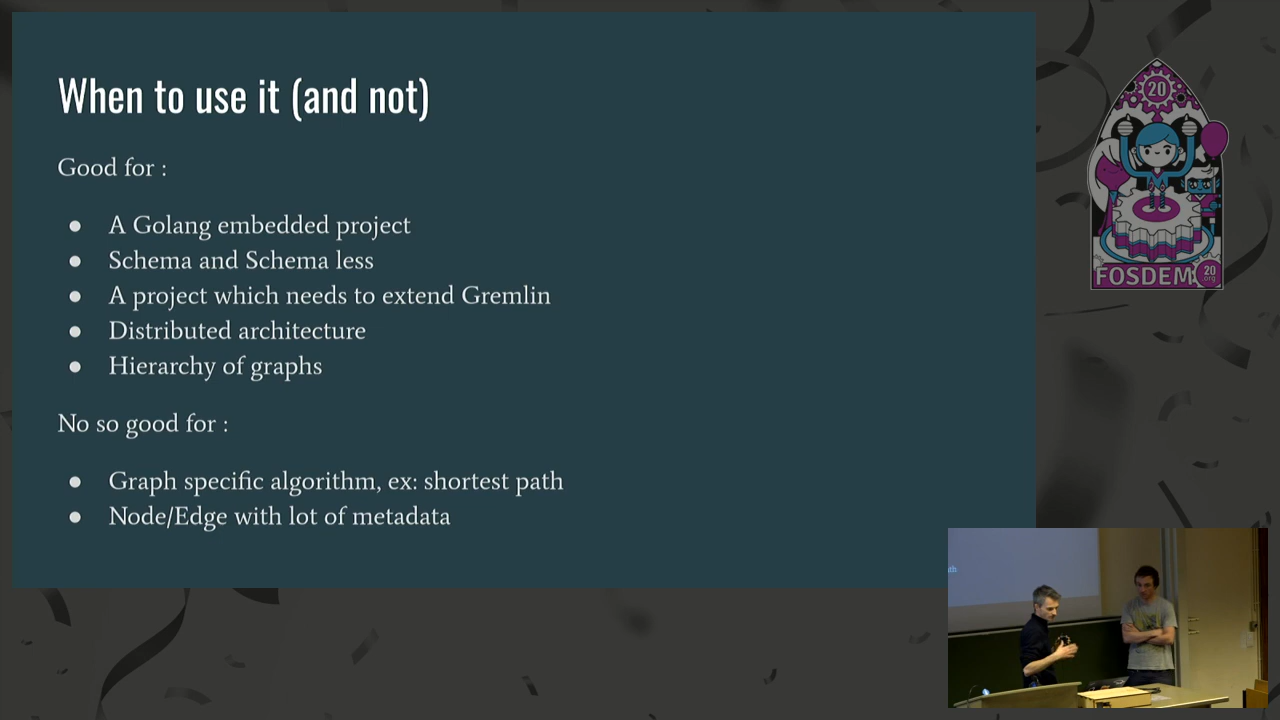 When to use it (and not)
Good for :
● A Golang embedded project
● Schema and Schema less
● A project which needs to extend Gremlin
● Distributed architecture
● Hierarchy of graphs
No so good for :
● Graph specific algorithm, ex: shortest path
● Node/Edge with lot of metadata
20
FOSDEM 20
org